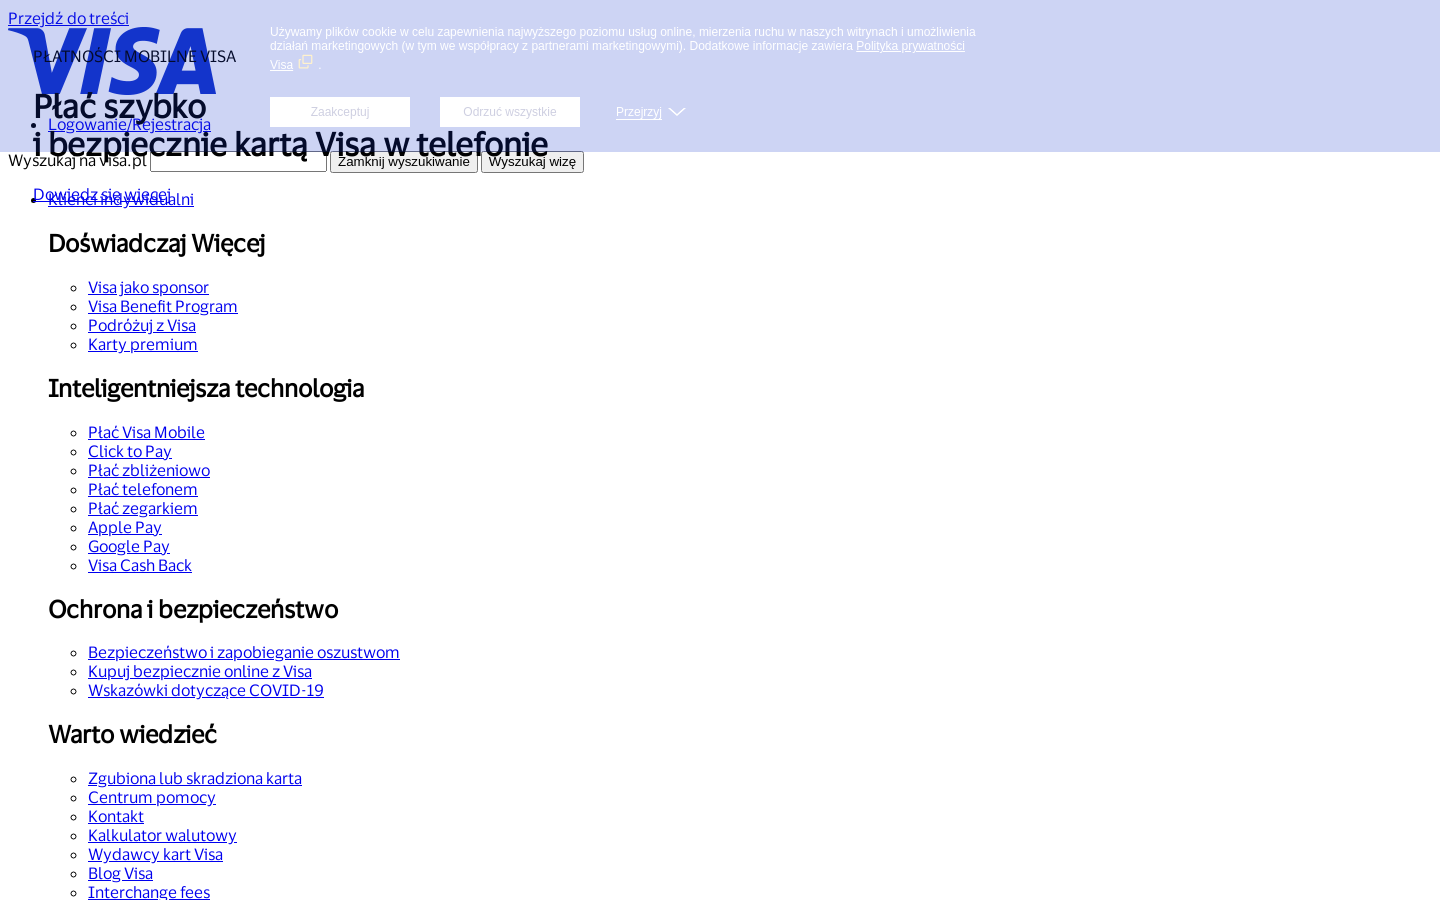 Przejdź do treści
VISA
PŁATNOŚCI MOBILNE VISA
Używamy plików cookie w celu zapewnienia najwyższego poziomu usług online, mierzenia ruchu w naszych witrynach i umożliwienia
działań marketingowych (w tym we współpracy z partnerami marketingowymi). Dodatkowe informacje zawiera Polityka prywatności
Visa .
Zaakceptuj
Odrzuć wszystkie
Przejrzyj
Płać szybko
i bezpiecznie kartą Visa w telefonie
Logowanie/Rejestracja
Wyszukaj na visa.pl
Zamknij wyszukiwanie
Wyszukaj wizę
Dowiedz się więcej
Klienci indywidualni
Doświadczaj Więcej
Visa jako sponsor
Visa Benefit Program
Podróżuj z Visa
Karty premium
Inteligentniejsza technologia
Płać Visa Mobile
Click to Pay
Płać zbliżeniowo
Płać telefonem
Płać zegarkiem
Apple Pay
Google Pay
Visa Cash Back
Ochrona i bezpieczeństwo
Bezpieczeństwo i zapobieganie oszustwom
Kupuj bezpiecznie online z Visa
Wskazówki dotyczące COVID-19
Warto wiedzieć
Zgubiona lub skradziona karta
Centrum pomocy
Kontakt
Kalkulator walutowy
Wydawcy kart Visa
Blog Visa
Interchange fees